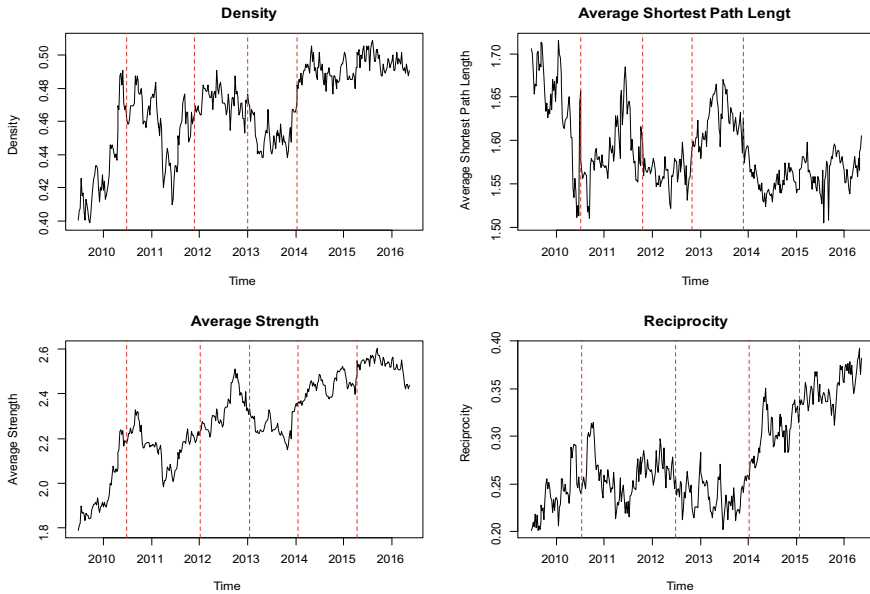 Density
Density
0.40 0.42 0.44 0.46 0.48 0.50
2010 2011 2012 2013 2014 2015 2016
Time
Average Shortest Path Lengt
Average Shortest Path Length
1.50 1.55 1.60 1.65 1.70
2010 2011 2012 2013 2014 2015 2016
Time
Average Strength
Average Strength
1.8 2.0 2.2 2.4 2.6
2010 2011 2012 2013 2014 2015 2016
Time
Reciprocity
Reciprocity
0.20 0.25 0.30 0.35 0.40
2010 2011 2012 2013 2014 2015 2016
Time